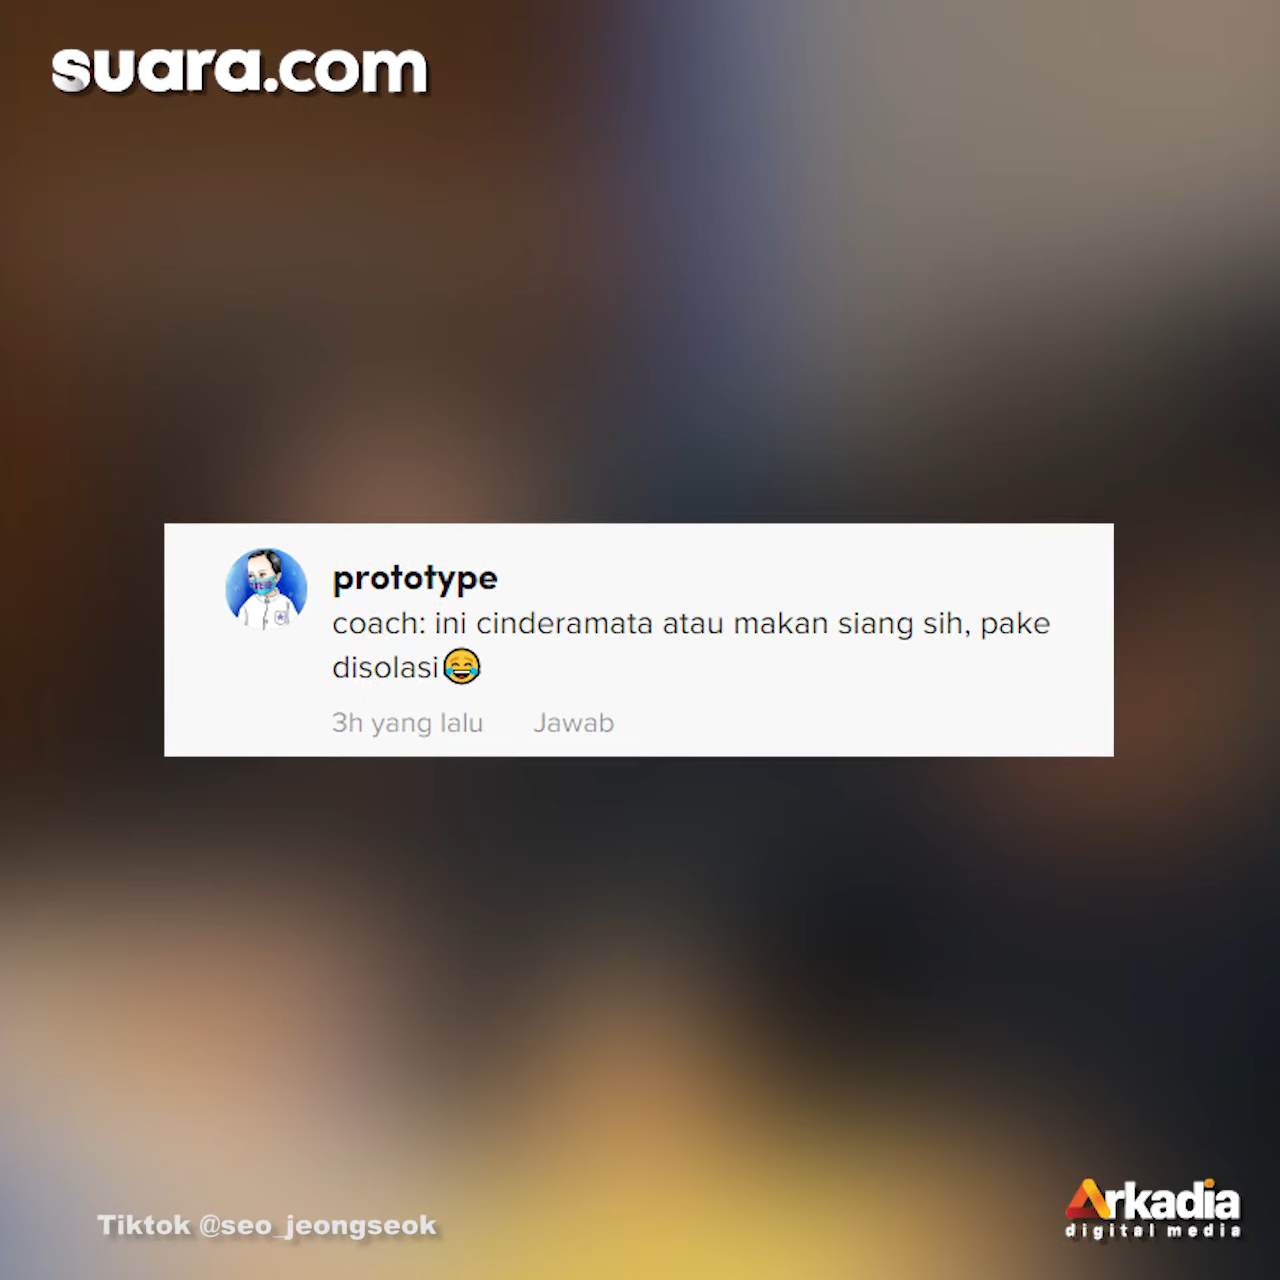 suara.com
prototype
coach: ini cinderamata atau makan siang sih, pake
disolasi😂
3h yang lalu Jawab
Tiktok @seo_jeongseok
Arkadia
digital media